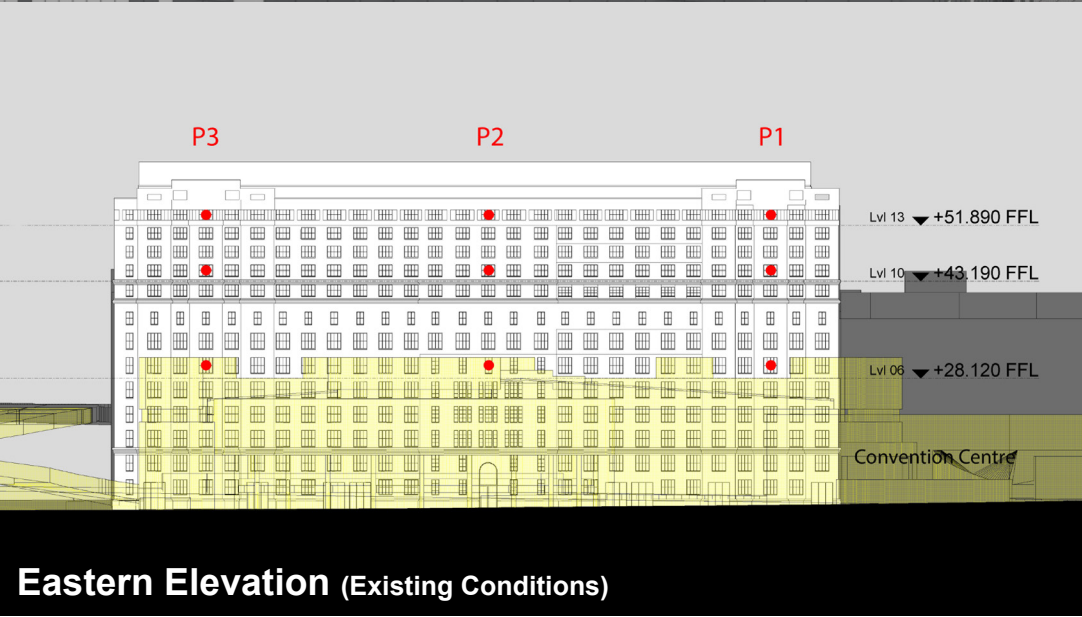 P3 P2 P1
Lvl 13 +51.890 FFL
Lvl 10 +43.190 FFL
Lvl 06 +28.120 FFL
Convention Centre
Eastern Elevation (Existing Conditions)